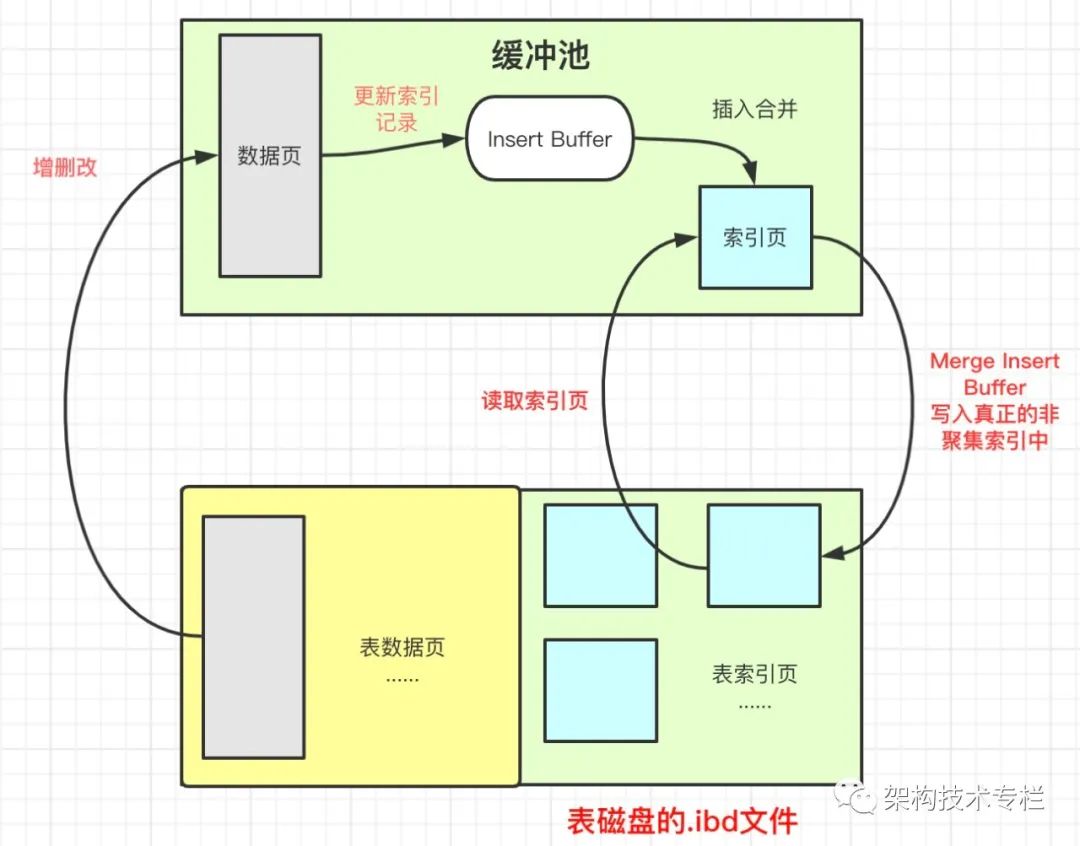 缓冲池
更新索引
记录
插入合并
Insert Buffer
增删改
数据页
索引页
Merge Insert
Buffer
写入真正的非
聚集索引中
读取索引页
表数据页
......
表索引页
......
架构技术专栏
表磁盘的.ibd文件